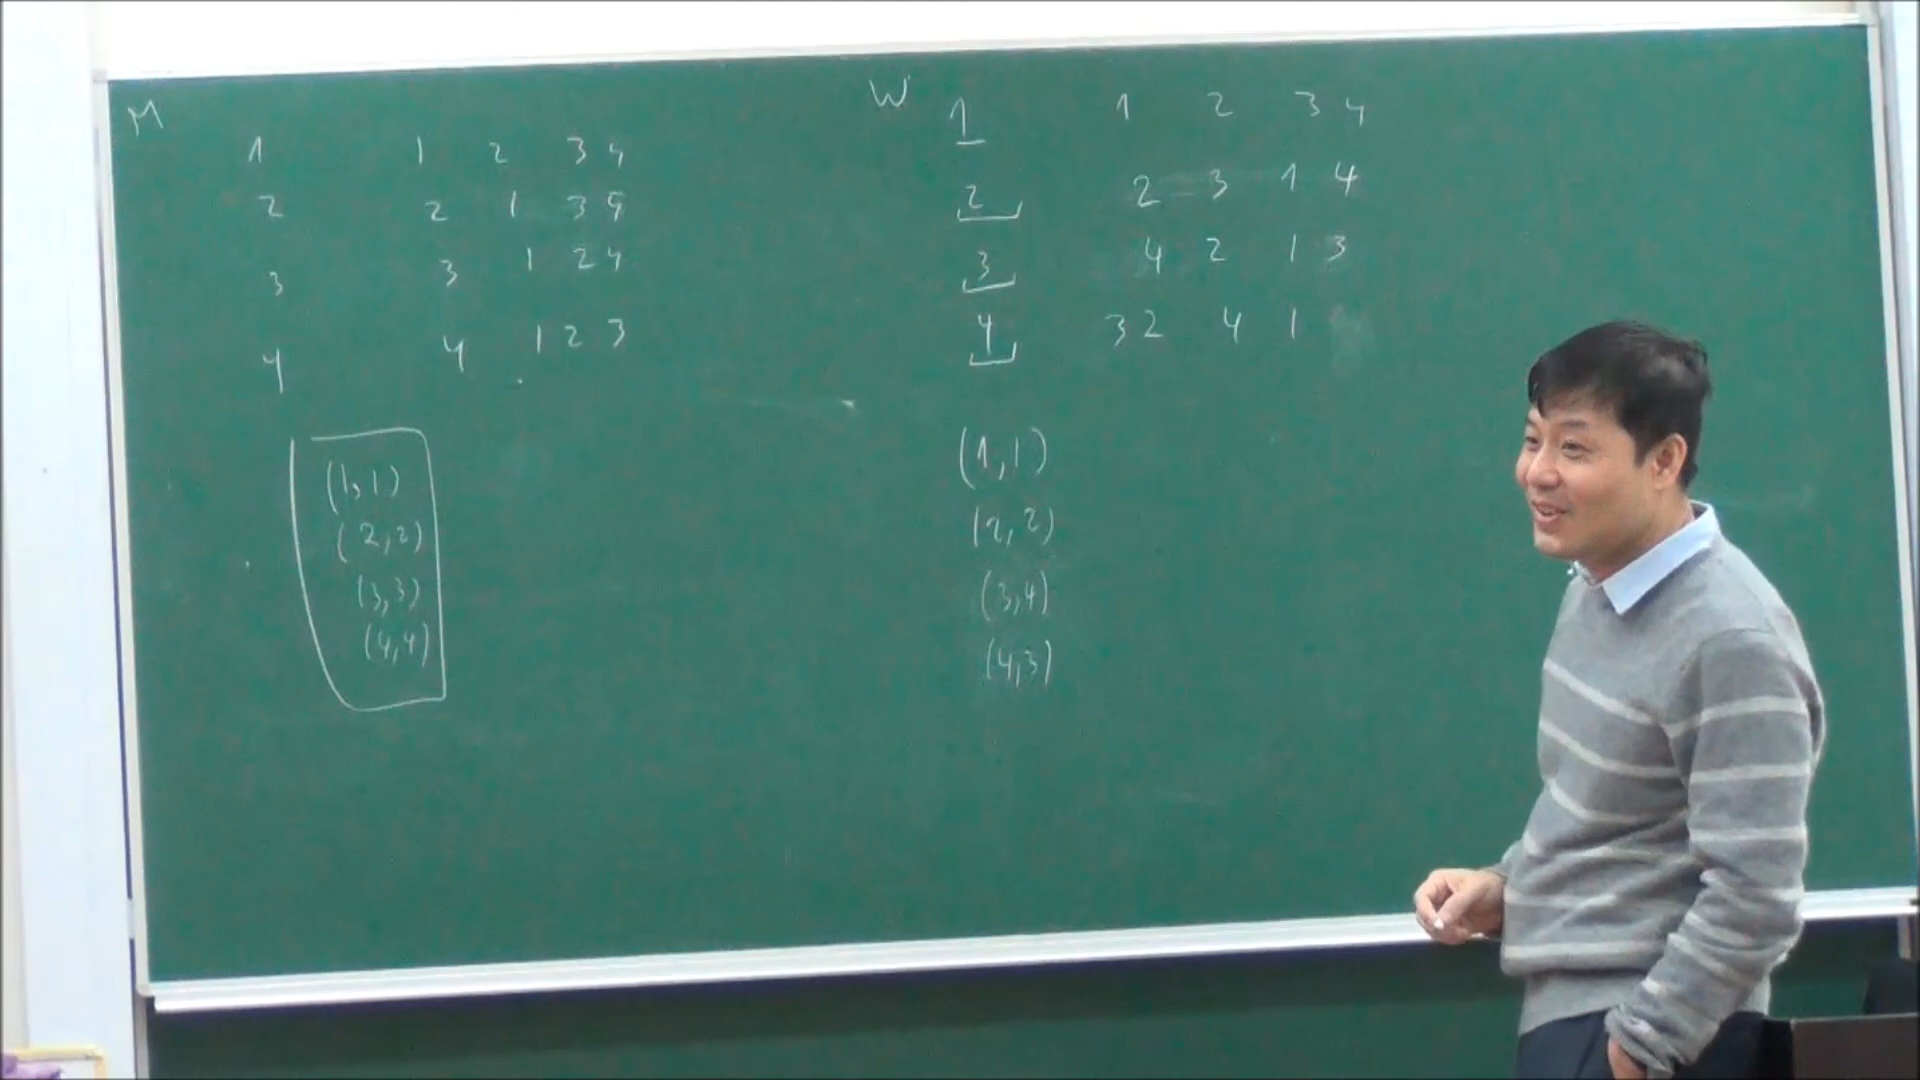 M
1 1 2 3 4
2 2 1 3 4
3 3 1 2 4
4 4 1 2 3
(1,1)
(2,2)
(3,3)
(4,4)
W
1 1 2 3 4
2 2 3 1 4
3 4 2 1 3
4 3 2 4 1
(1,1)
(2,2)
(3,4)
(4,3)